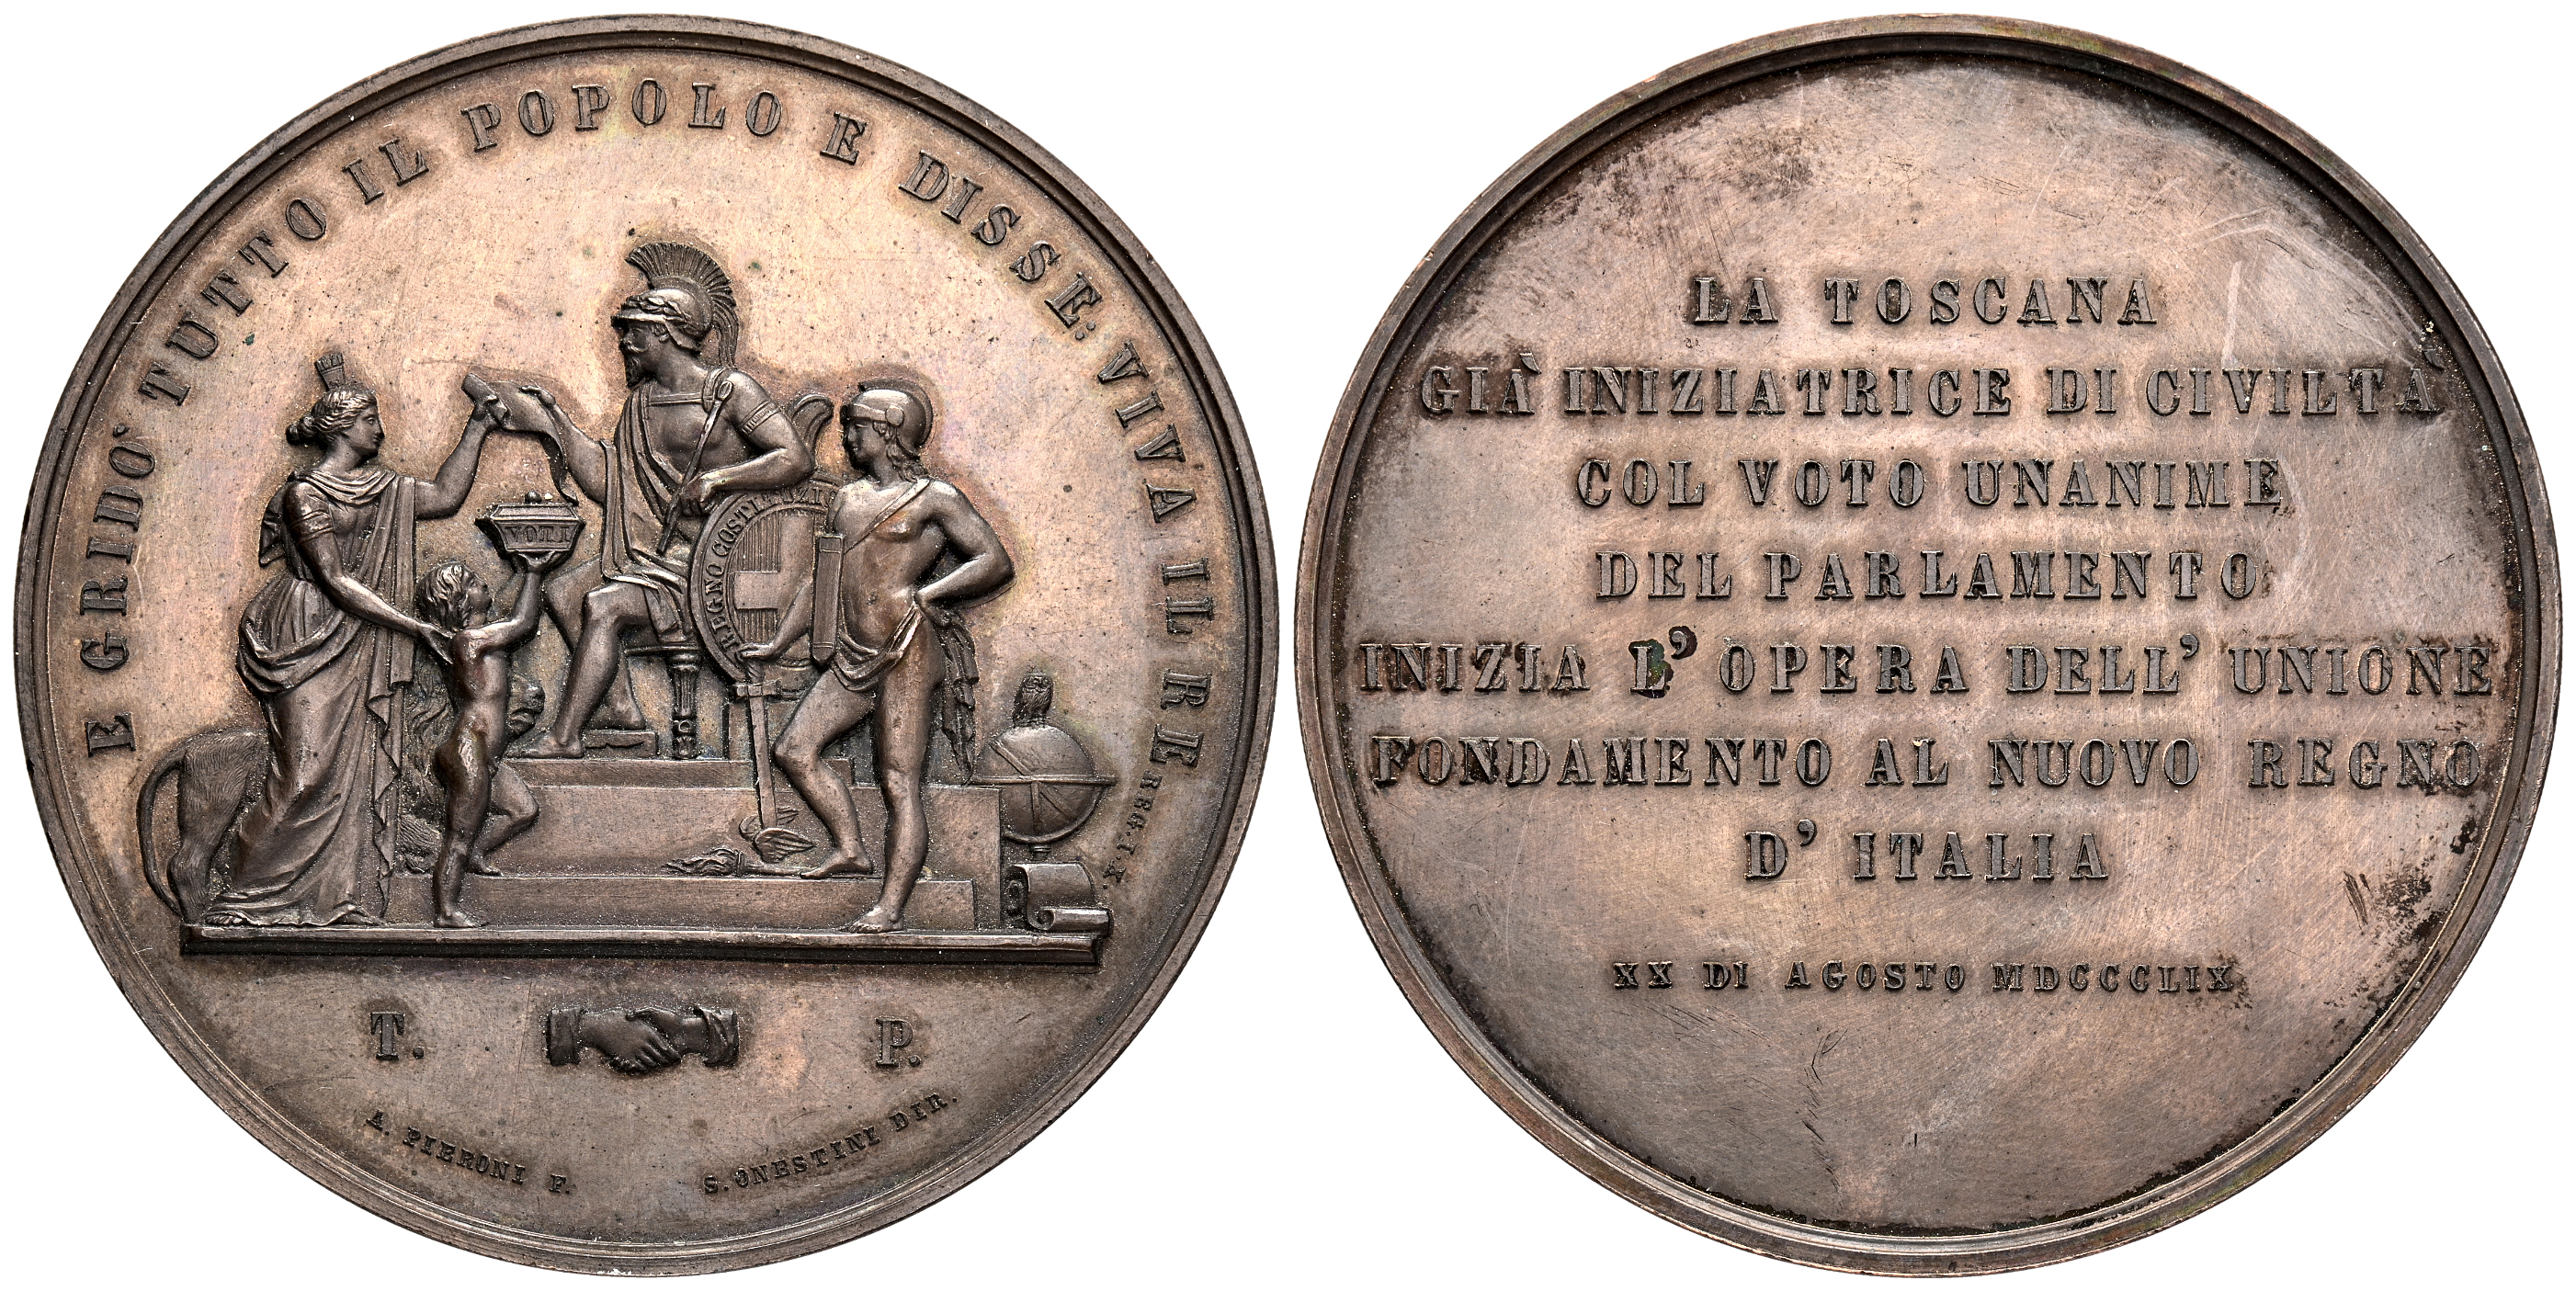 E GRIDÒ TUTTO IL POPOLO E DISSE: VIVA IL RE
REG. I. X.
VOTI
REGNO COSTITUZI
T. P.
A. PIERONI F. S. ONESTINI DIR.
LA TOSCANA
GIÀ INIZIATRICE DI CIVILTÀ
COL VOTO UNANIME
DEL PARLAMENTO
INIZIA L' OPERA DELL' UNIONE
FONDAMENTO AL NUOVO REGNO
D' ITALIA
XX DI AGOSTO MDCCCLIX